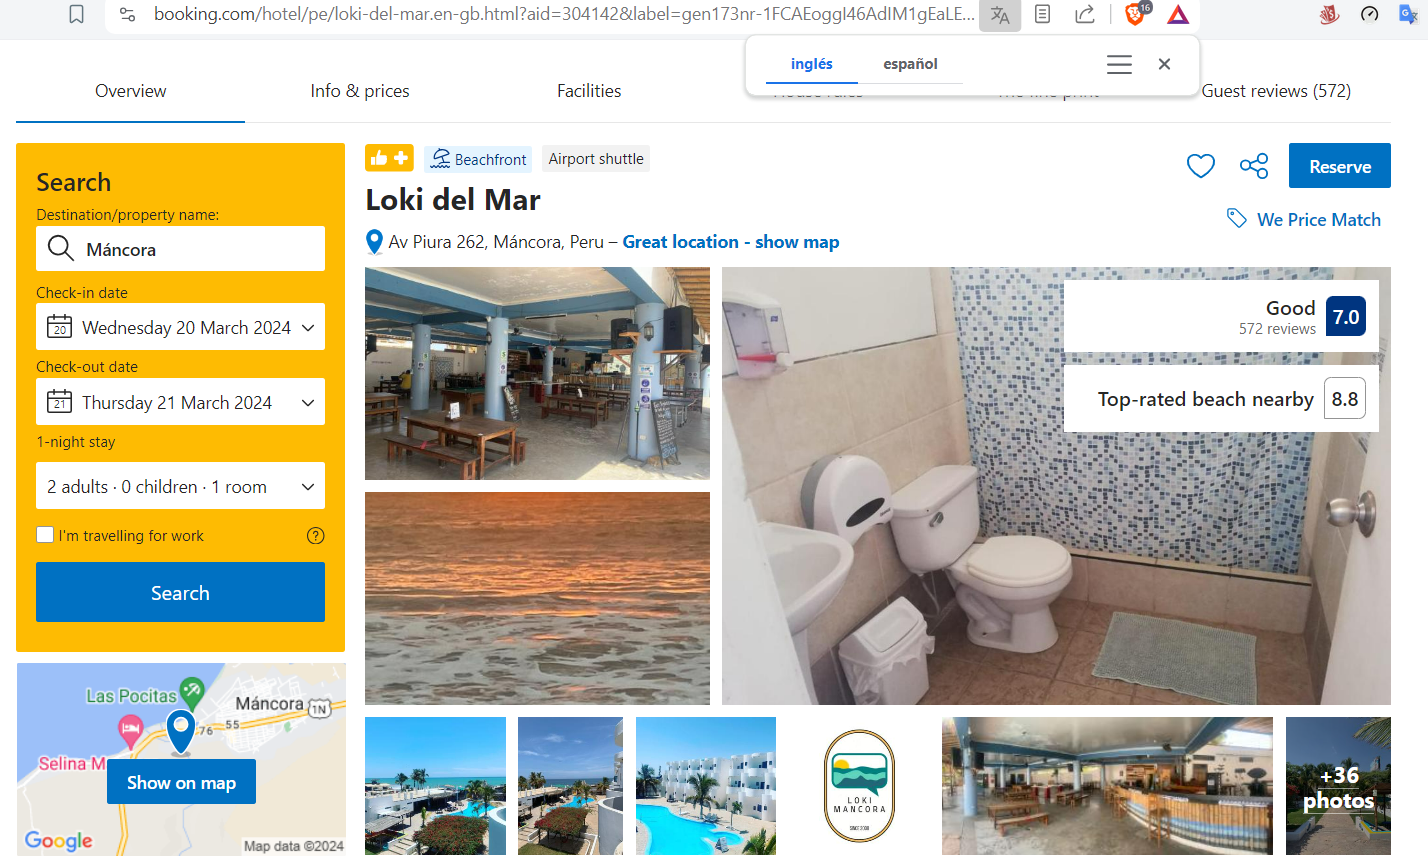 booking.com/hotel/pe/loki-del-mar.en-gb.html?aid=304142&label=gen173nr-1FCAEoggI46AdIM1gEaLE...
16
inglés español
Overview Info & prices Facilities Guest reviews (572)
Search
Destination/property name:
Máncora
Check-in date
20 Wednesday 20 March 2024
Check-out date
21 Thursday 21 March 2024
1-night stay
2 adults · 0 children · 1 room
I'm travelling for work ?
Search
Las Pocitas
Máncora 1N
55
76
Selina M
Show on map
Google Map data ©2024
Beachfront Airport shuttle
Reserve
Loki del Mar
We Price Match
Av Piura 262, Máncora, Peru – Great location - show map
Good 7.0
572 reviews
Top-rated beach nearby 8.8
LOKI
MANCORA
+36
photos